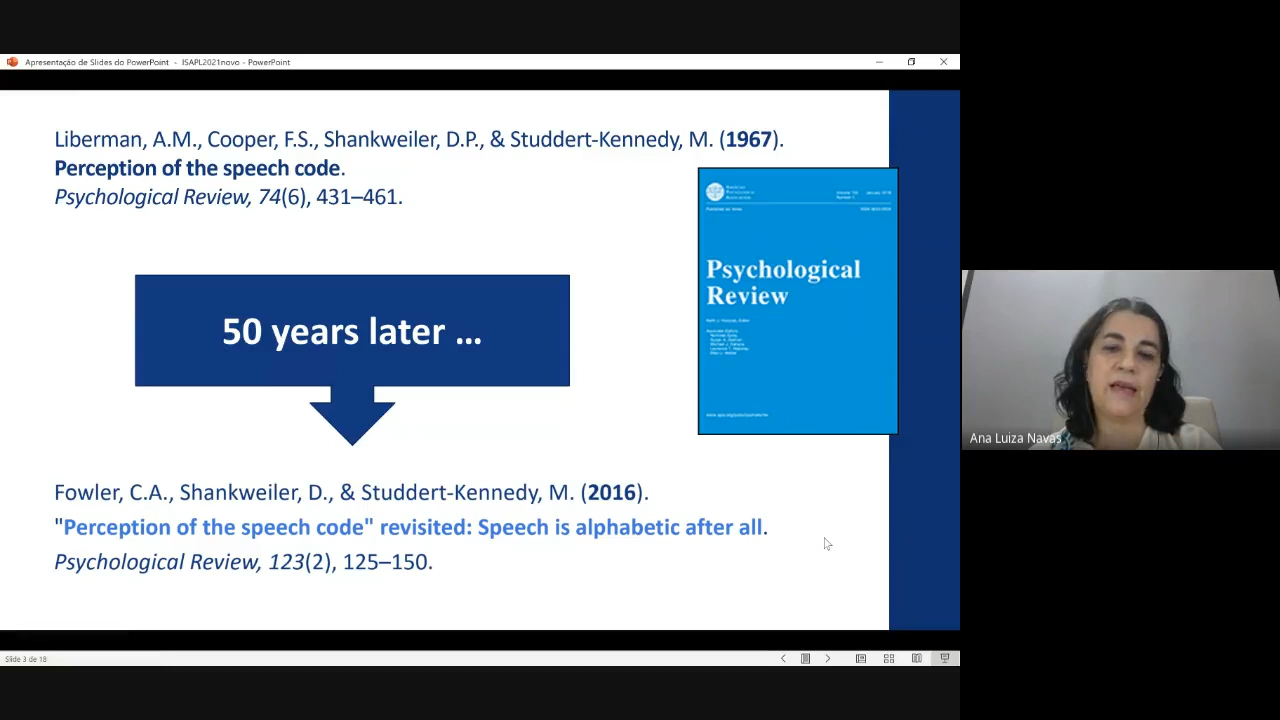 Apresentação de Slides do PowerPoint - ISAPL2021novo - PowerPoint
Liberman, A.M., Cooper, F.S., Shankweiler, D.P., & Studdert-Kennedy, M. (1967).
Perception of the speech code.
Psychological Review, 74(6), 431–461.
Psychological
Review
50 years later ...
Ana Luiza Navas
Fowler, C.A., Shankweiler, D., & Studdert-Kennedy, M. (2016).
"Perception of the speech code" revisited: Speech is alphabetic after all.
Psychological Review, 123(2), 125–150.
Slide 3 de 18